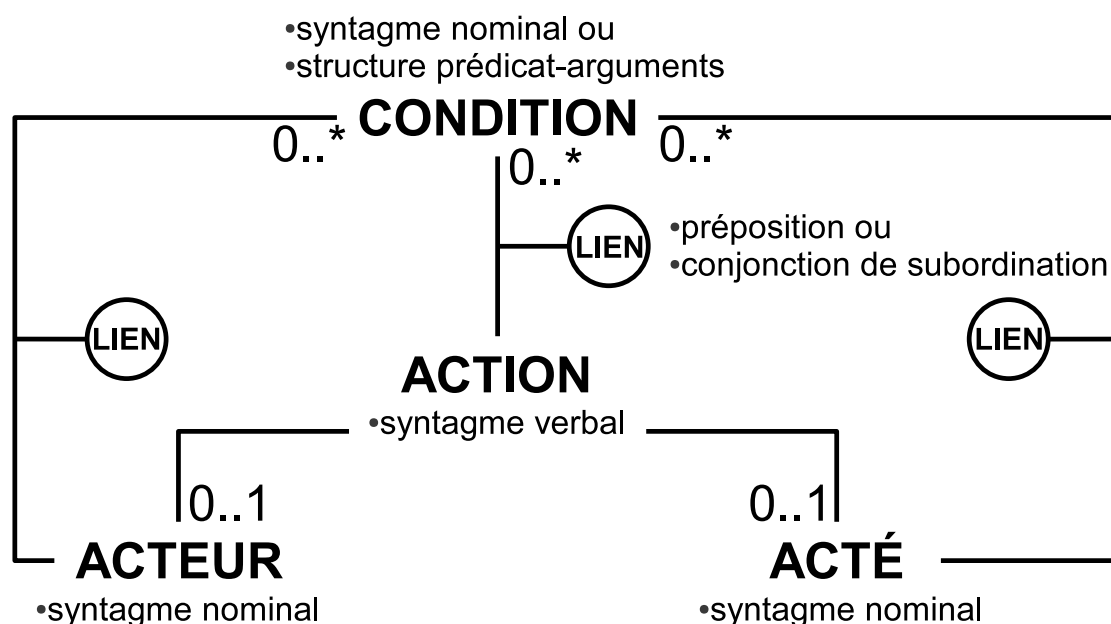 •syntagme nominal ou
•structure prédicat-arguments
CONDITION
0..*
0..*
0..*
LIEN
•préposition ou
•conjonction de subordination
LIEN
LIEN
ACTION
•syntagme verbal
0..1
0..1
ACTEUR
ACTÉ
•syntagme nominal
•syntagme nominal